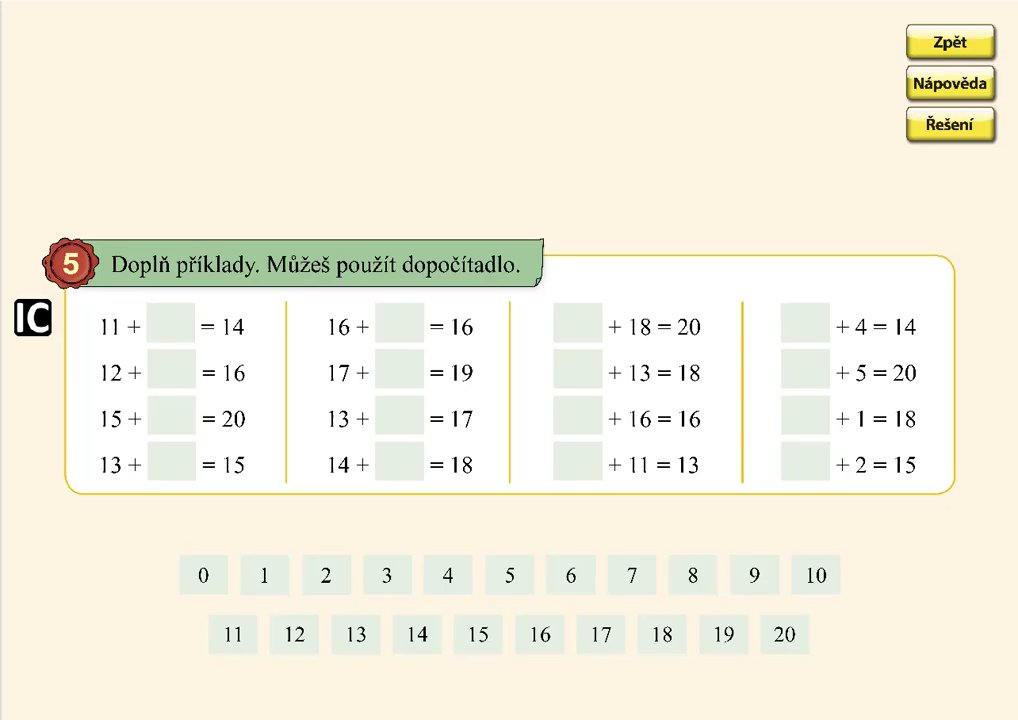 Zpět
Nápověda
Řešení
5 Doplň příklady. Můžeš použít dopočítadlo.
IC
11 + = 14 16 + = 16 + 18 = 20 + 4 = 14
12 + = 16 17 + = 19 + 13 = 18 + 5 = 20
15 + = 20 13 + = 17 + 16 = 16 + 1 = 18
13 + = 15 14 + = 18 + 11 = 13 + 2 = 15
0 1 2 3 4 5 6 7 8 9 10
11 12 13 14 15 16 17 18 19 20